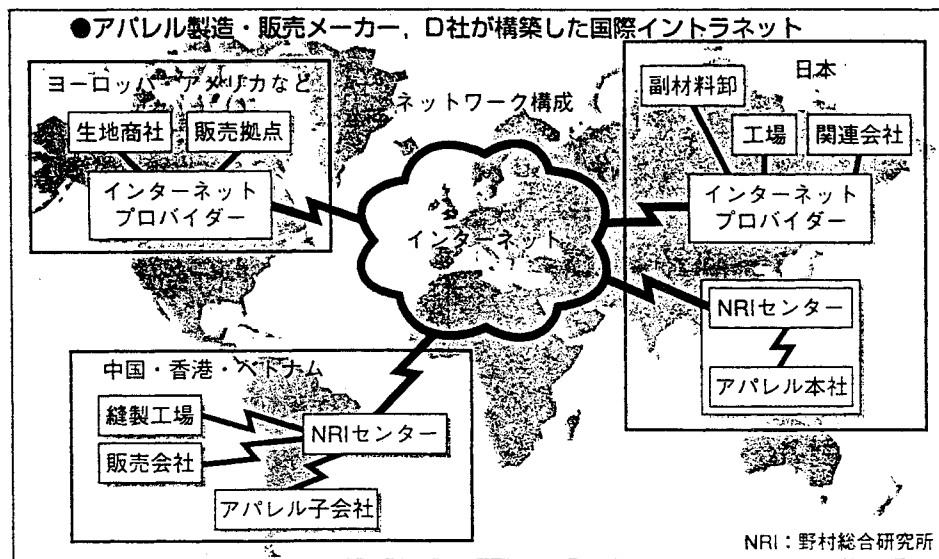 ●アパレル製造・販売メーカー，D社が構築した国際イントラネット
ヨーロッパ・アメリカなど
生地商社
販売拠点
インターネット
プロバイダー
ネットワーク構成
インターネット
日本
副材料卸
工場
関連会社
インターネット
プロバイダー
NRIセンター
アパレル本社
中国・香港・ベトナム
縫製工場
販売会社
NRIセンター
アパレル子会社
NRI：野村総合研究所